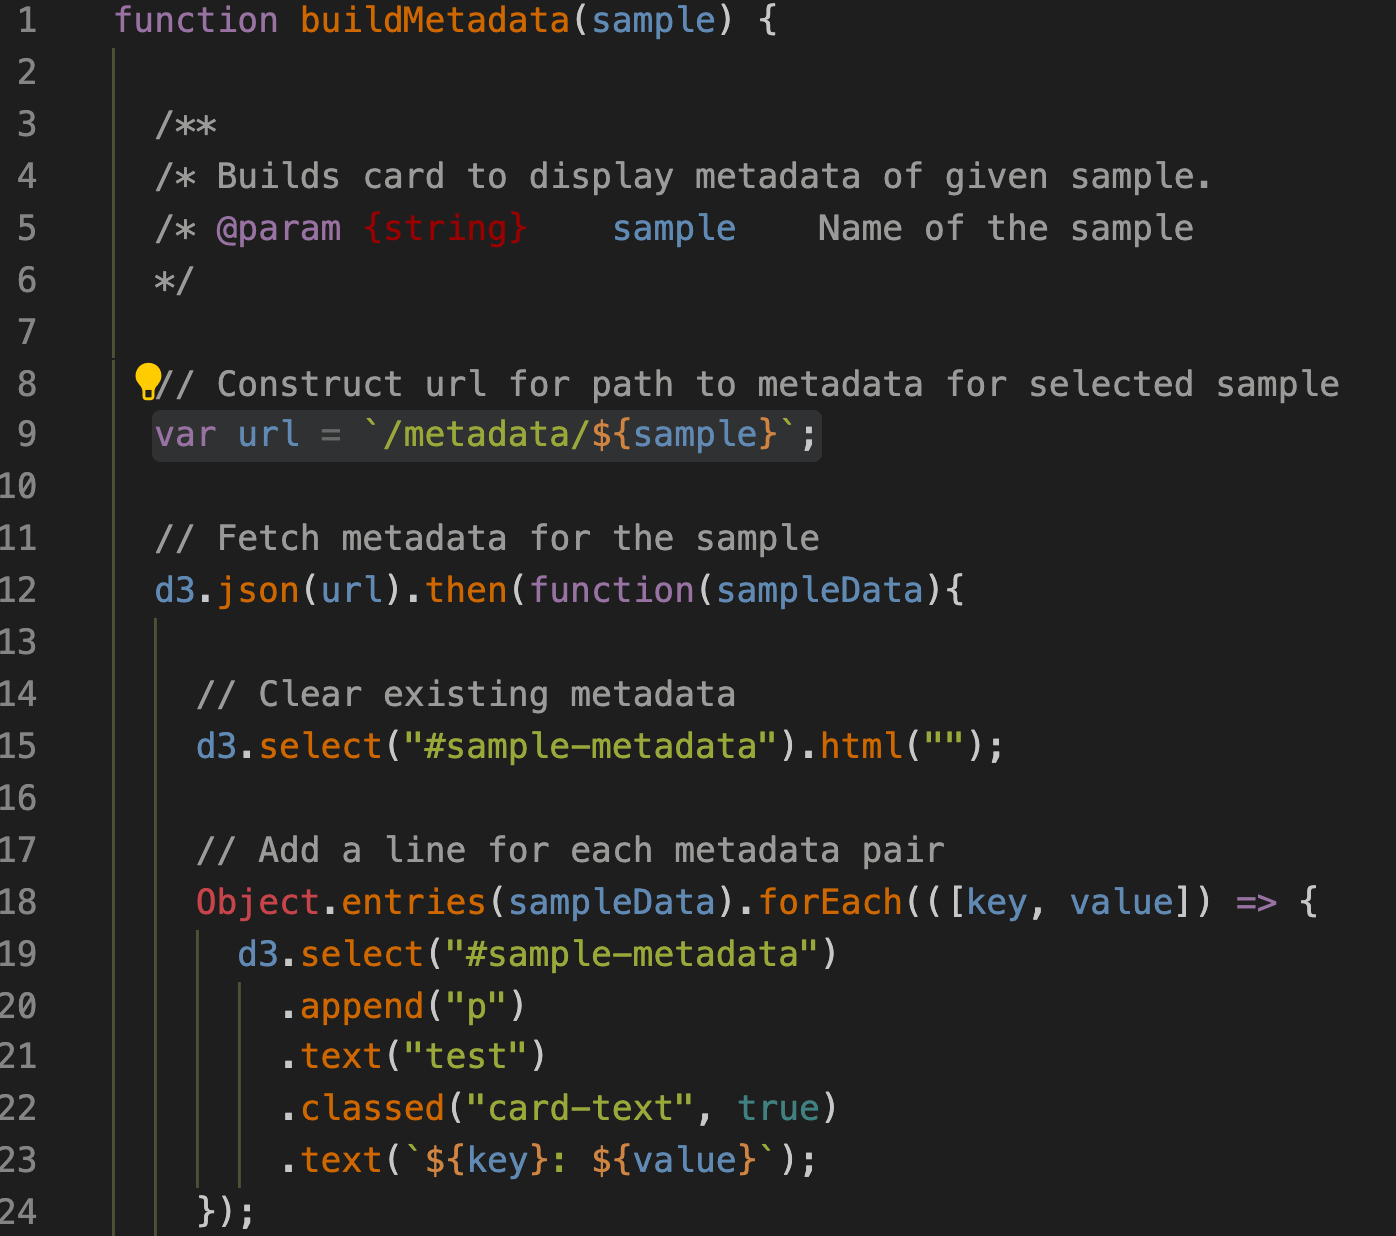 1 function buildMetadata(sample) {
2
3 /**
4 /* Builds card to display metadata of given sample.
5 /* @param {string}    sample    Name of the sample
6 */
7
8 // Construct url for path to metadata for selected sample
9 var url = `/metadata/${sample}`;
10
11 // Fetch metadata for the sample
12 d3.json(url).then(function(sampleData){
13
14 // Clear existing metadata
15 d3.select("#sample-metadata").html("");
16
17 // Add a line for each metadata pair
18 Object.entries(sampleData).forEach(([key, value]) => {
19 d3.select("#sample-metadata")
20 .append("p")
21 .text("test")
22 .classed("card-text", true)
23 .text(`${key}: ${value}`);
24 });